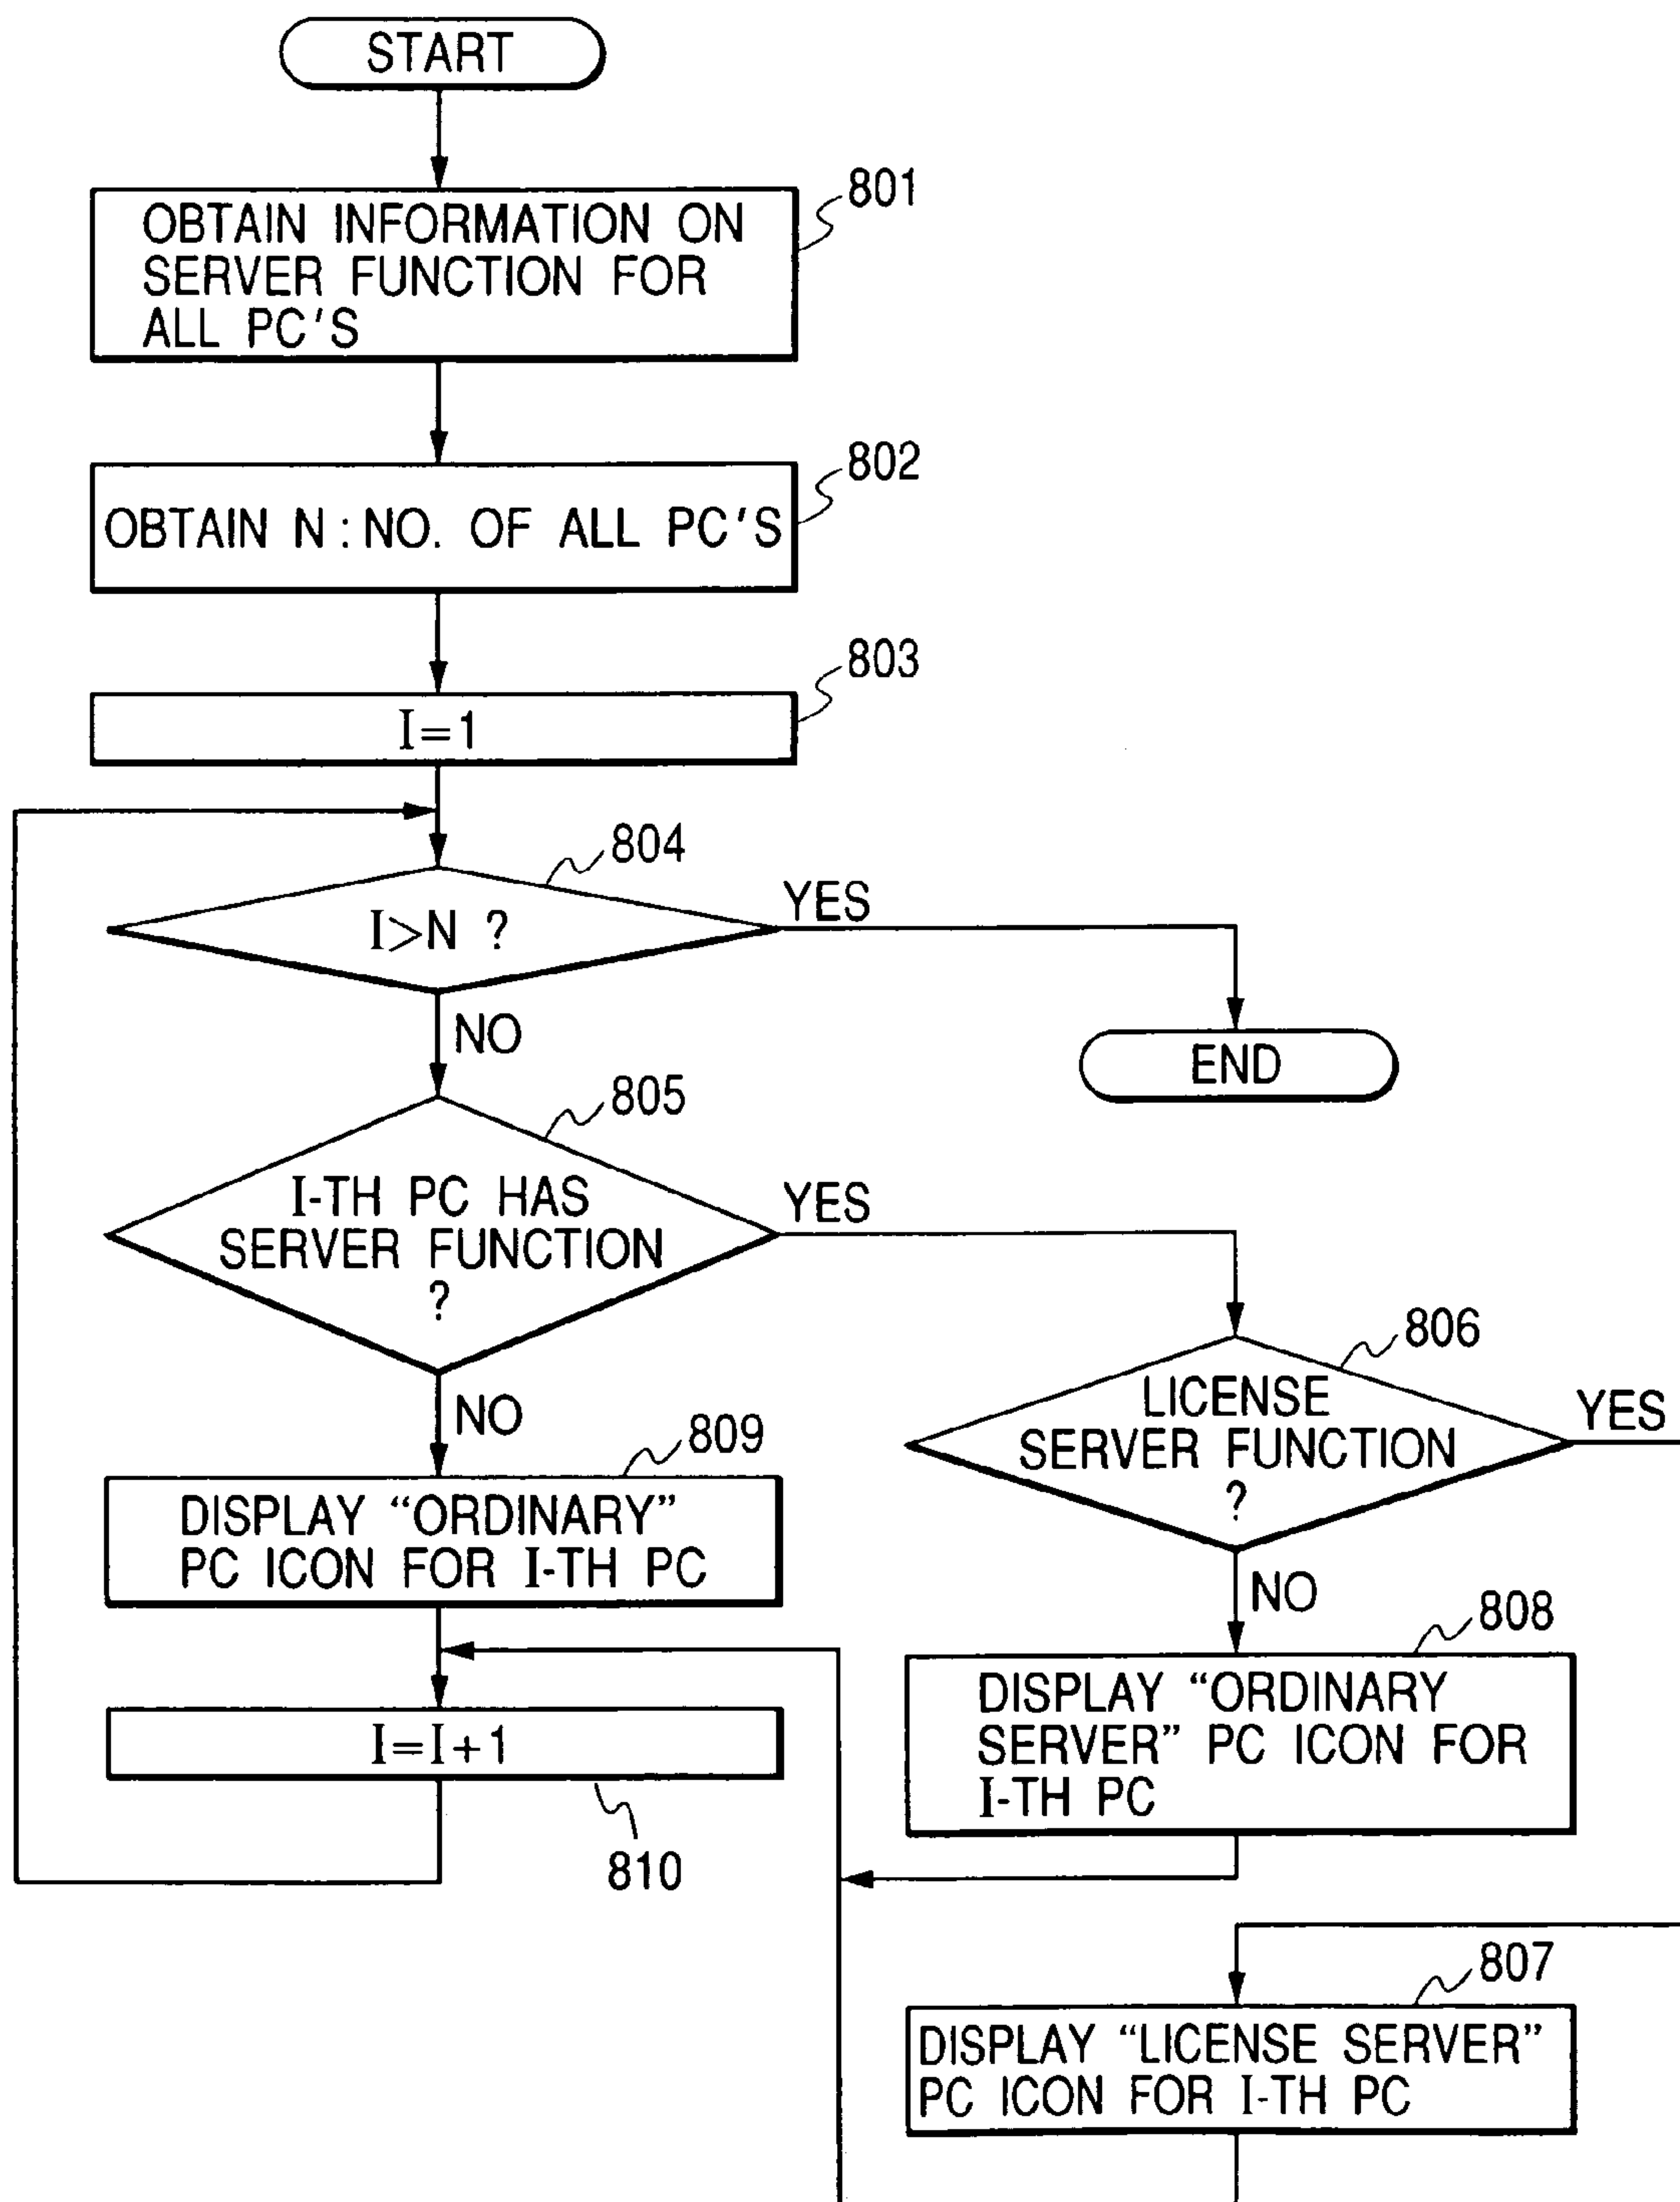 START
801
OBTAIN INFORMATION ON
SERVER FUNCTION FOR
ALL PC'S
802
OBTAIN N : NO. OF ALL PC'S
803
I=1
804
I>N ?
YES
NO
END
805
I-TH PC HAS
SERVER FUNCTION
?
YES
NO
806
LICENSE
SERVER FUNCTION
?
YES
NO
809
DISPLAY “ORDINARY”
PC ICON FOR I-TH PC
808
DISPLAY “ORDINARY
SERVER” PC ICON FOR
I-TH PC
I=I+1
810
807
DISPLAY “LICENSE SERVER”
PC ICON FOR I-TH PC